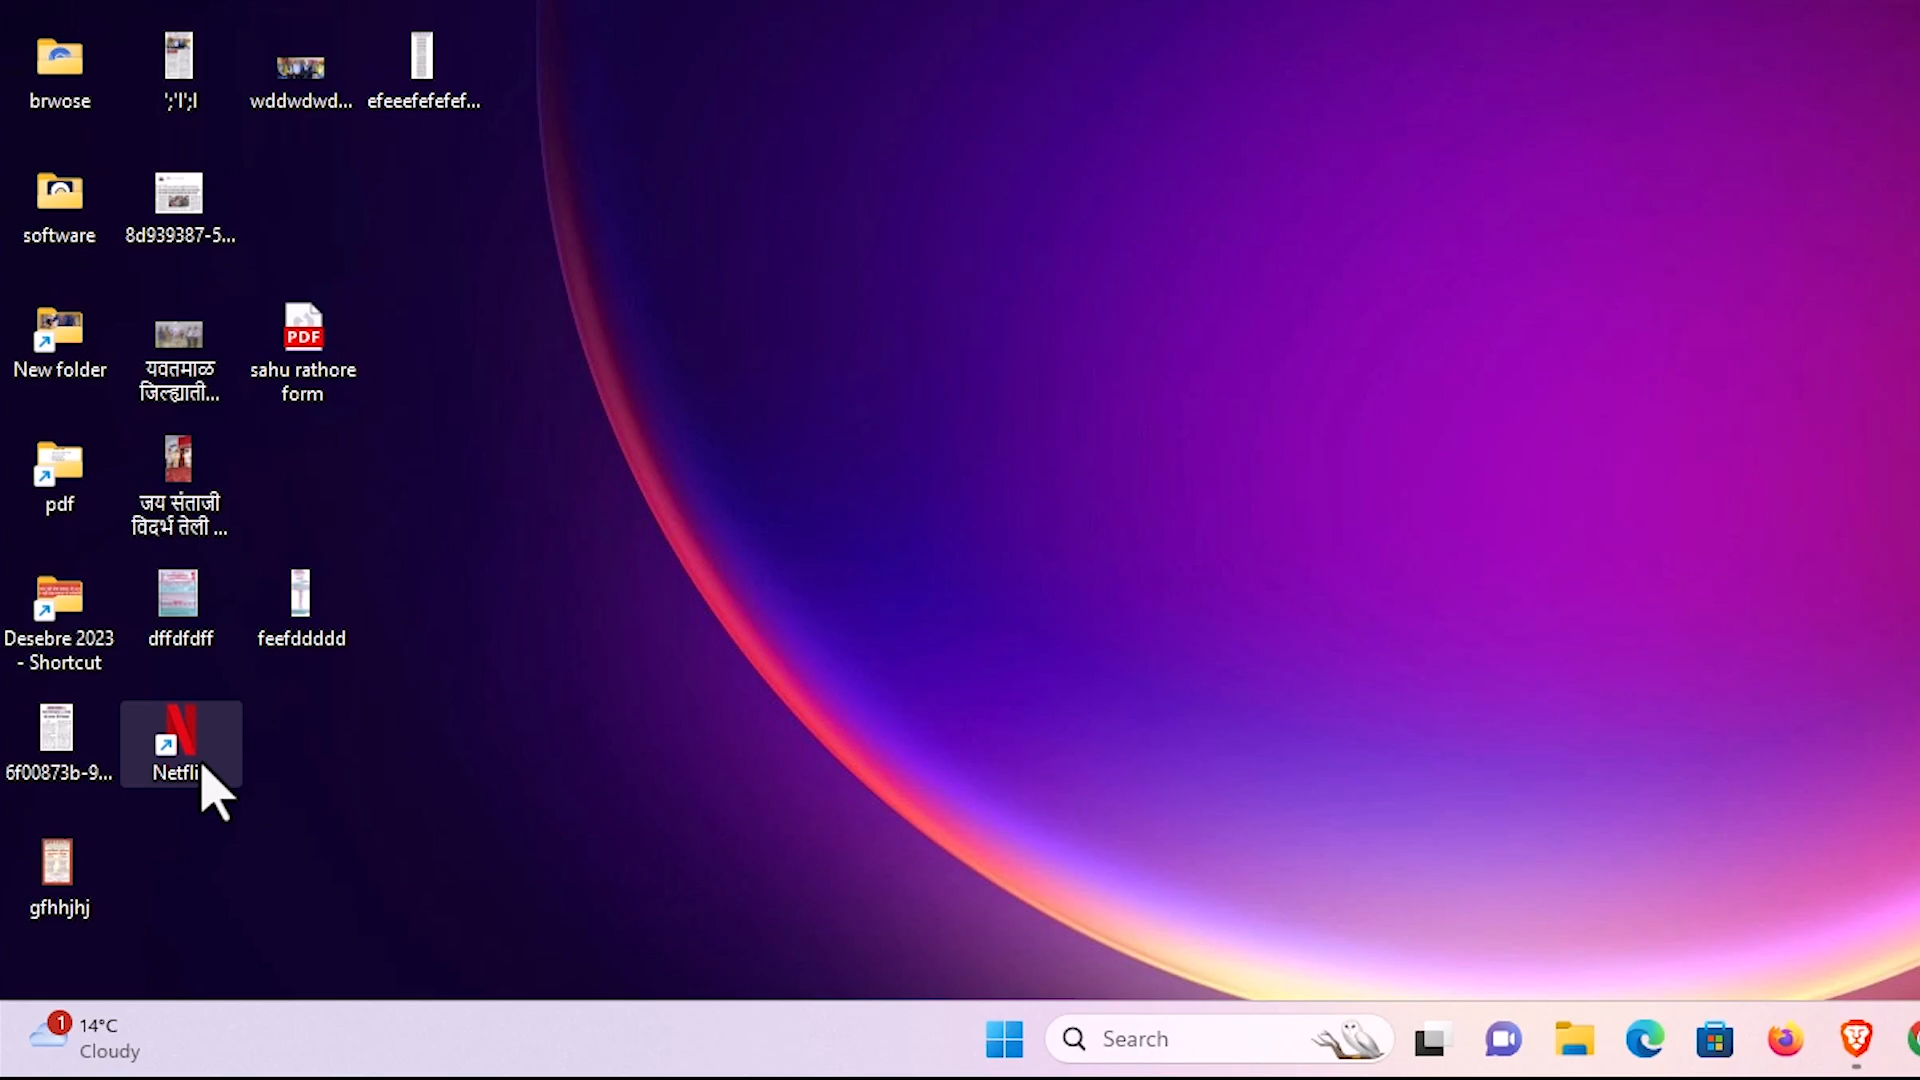 brwose
';'l';l
wddwdwd...
efeeefefefef...
software
8d939387-5...
New folder
यवतमाळ
जिल्ह्याती...
PDF
sahu rathore
form
pdf
जय संताजी
विदर्भ तेली ...
Desebre 2023
- Shortcut
dffdfdff
feefddddd
6f00873b-9...
Netfli
gfhhjhj
1
14°C
Cloudy
Search